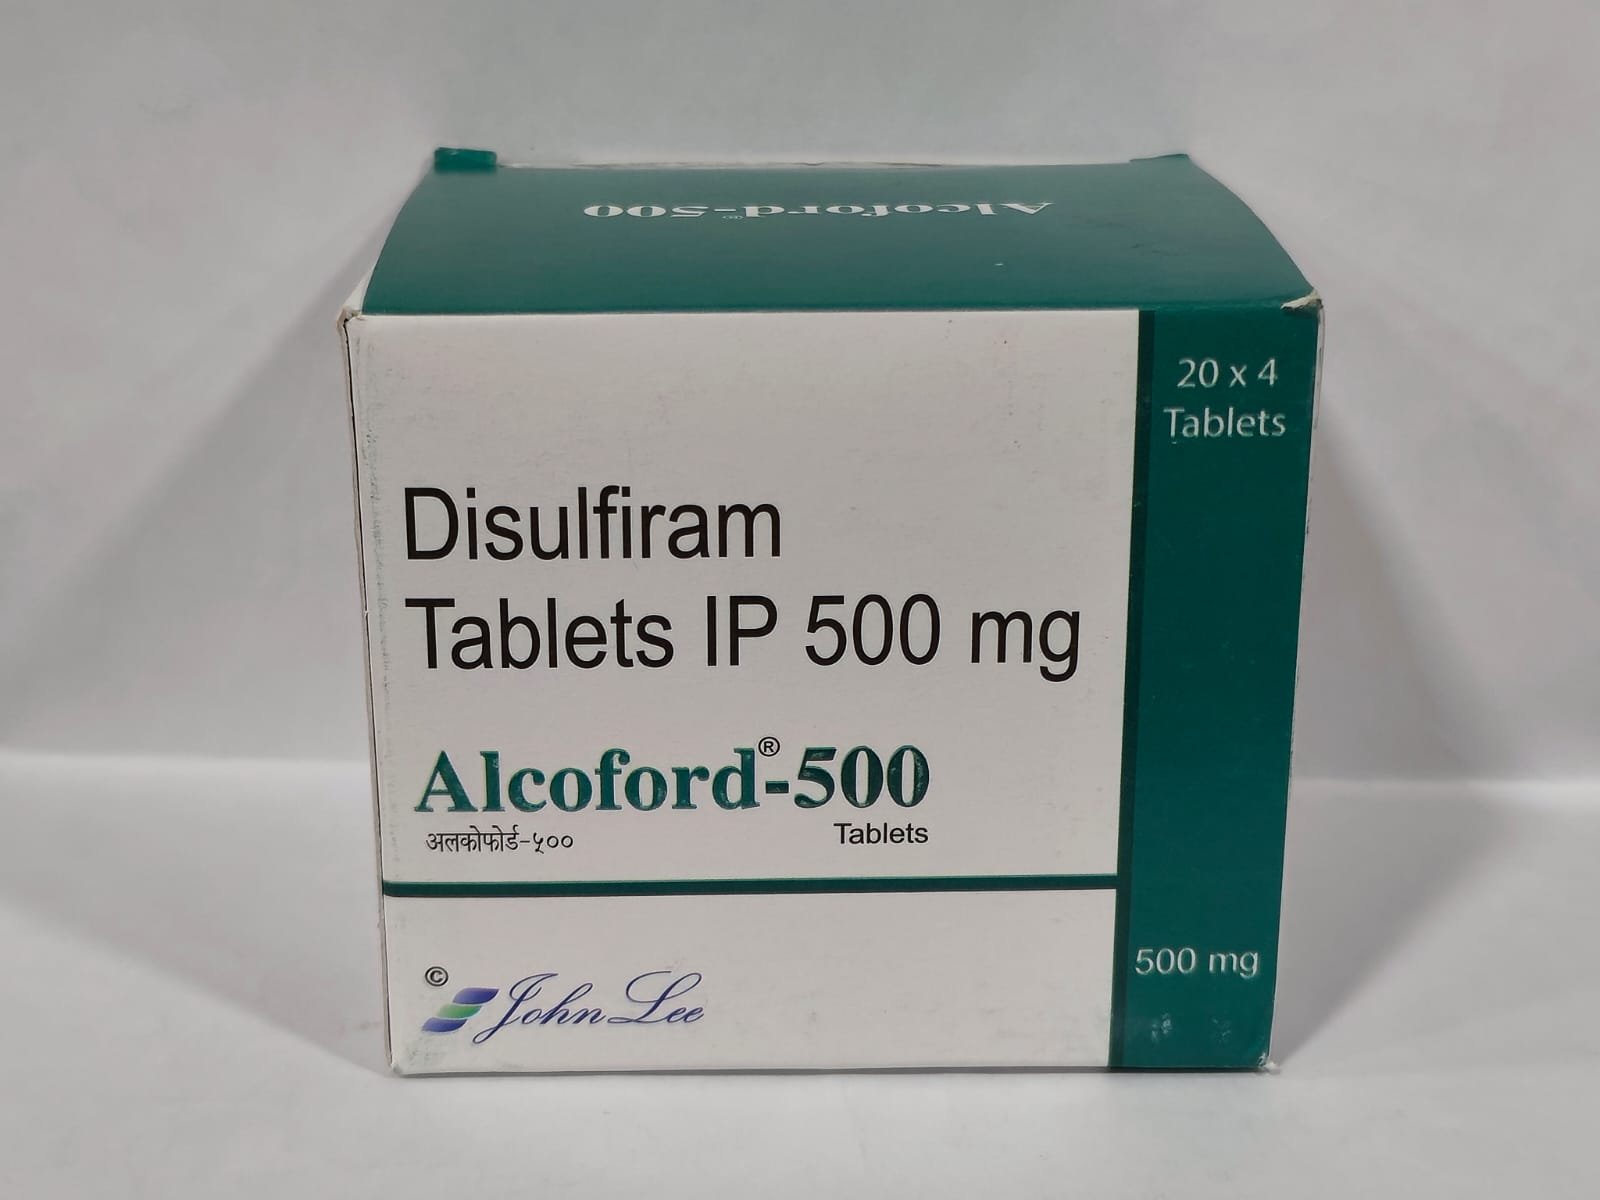 Alcoford®-500
20 x 4
Tablets
Disulfiram
Tablets IP 500 mg
Alcoford®-500
अलकोफोर्ड-५००
Tablets
500 mg
©
John Lee